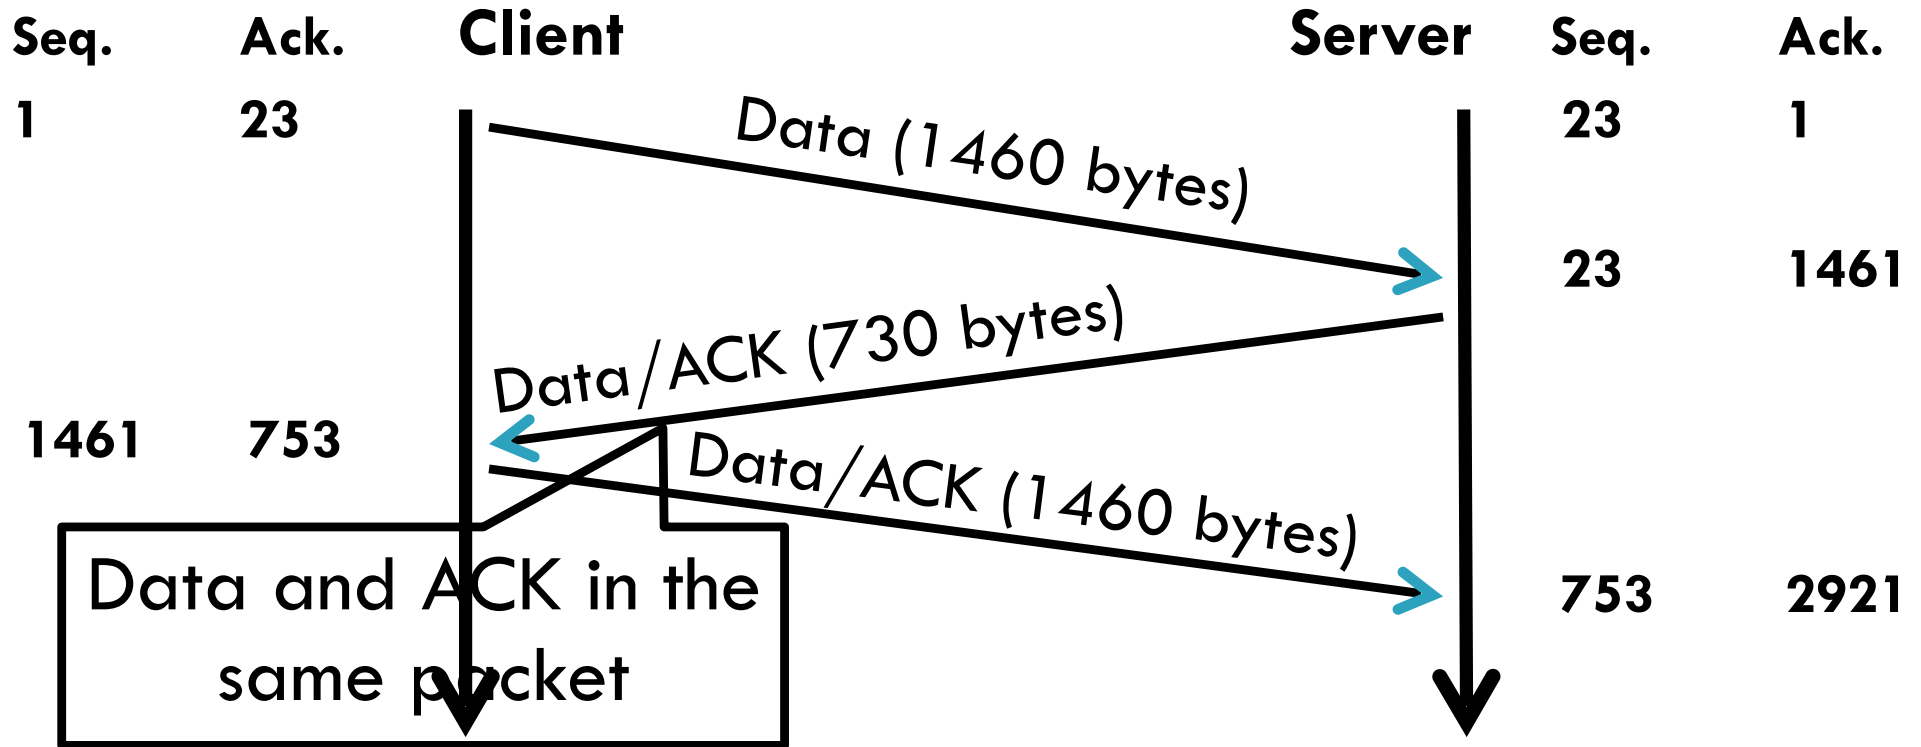 Seq. Ack. Client Server Seq. Ack.
1 23 23 1
Data (1460 bytes)
23 1461
Data/ACK (730 bytes)
1461 753
Data/ACK (1460 bytes)
Data and ACK in the
same packet
753 2921